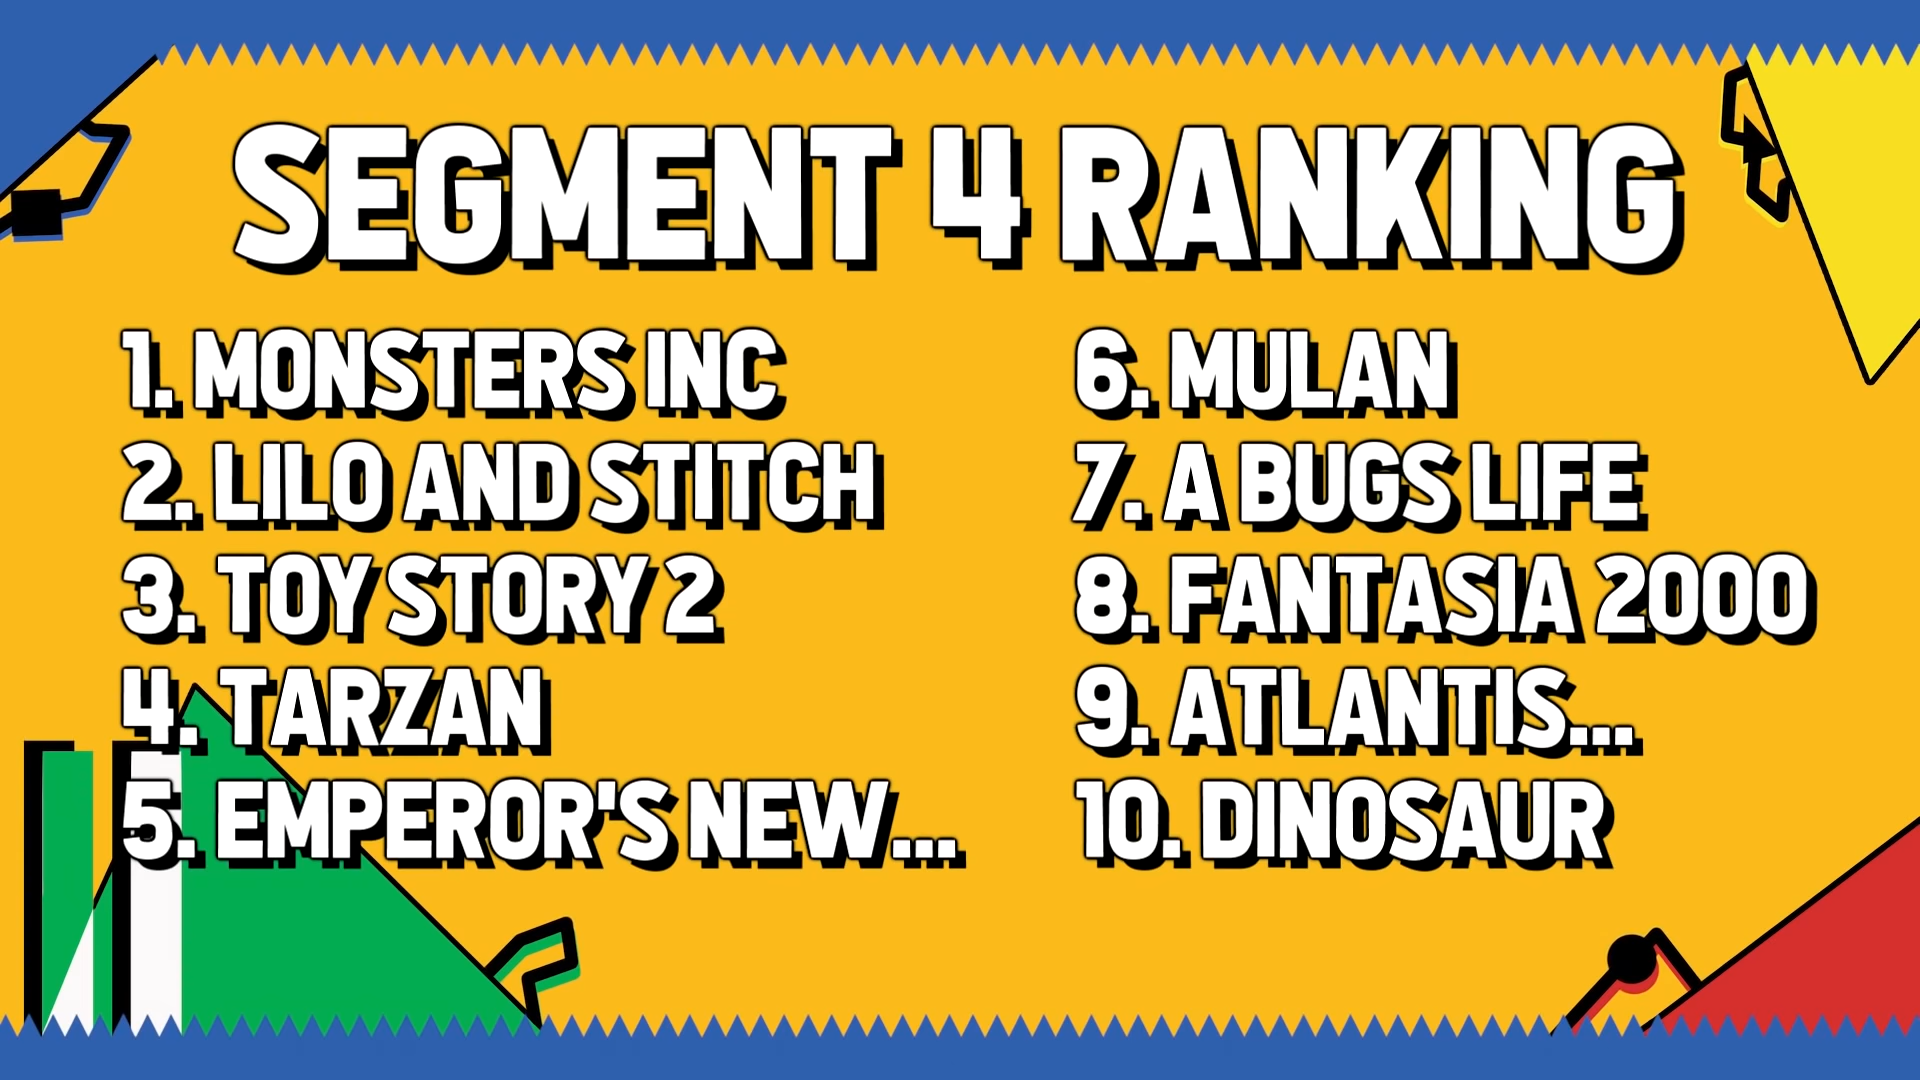 SEGMENT 4 RANKING
1. MONSTERS INC
2. LILO AND STITCH
3. TOY STORY 2
4. TARZAN
5. EMPEROR'S NEW...
6. MULAN
7. A BUGS LIFE
8. FANTASIA 2000
9. ATLANTIS...
10. DINOSAUR